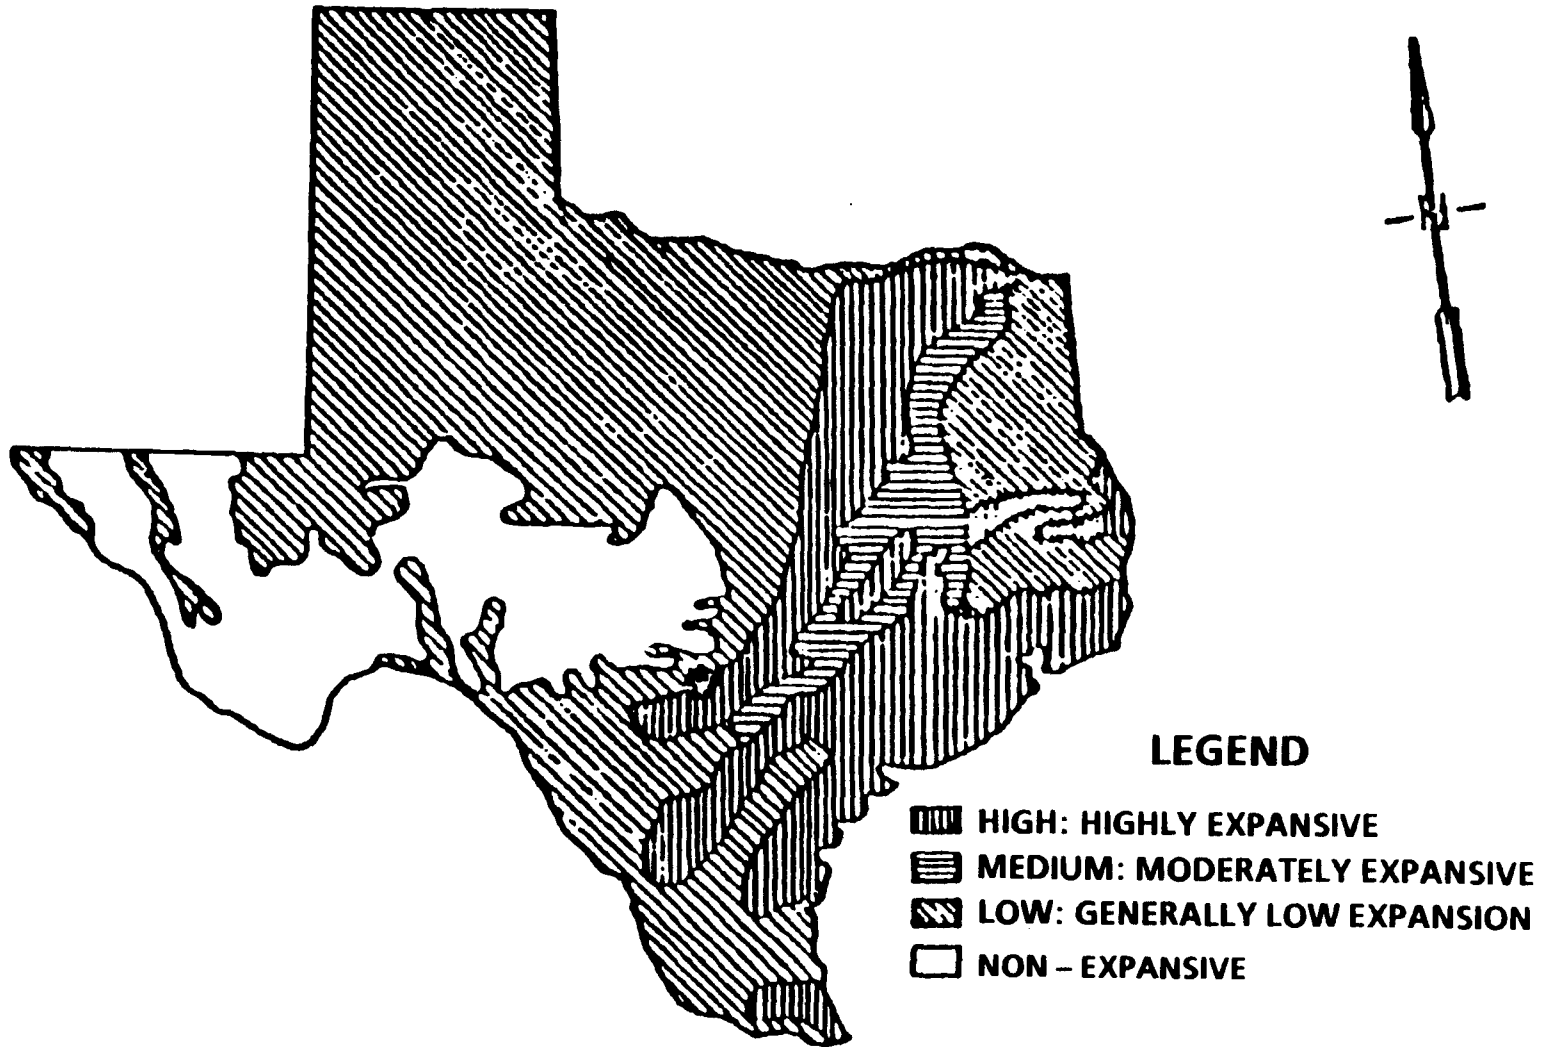 N
LEGEND
HIGH: HIGHLY EXPANSIVE
MEDIUM: MODERATELY EXPANSIVE
LOW: GENERALLY LOW EXPANSION
NON – EXPANSIVE